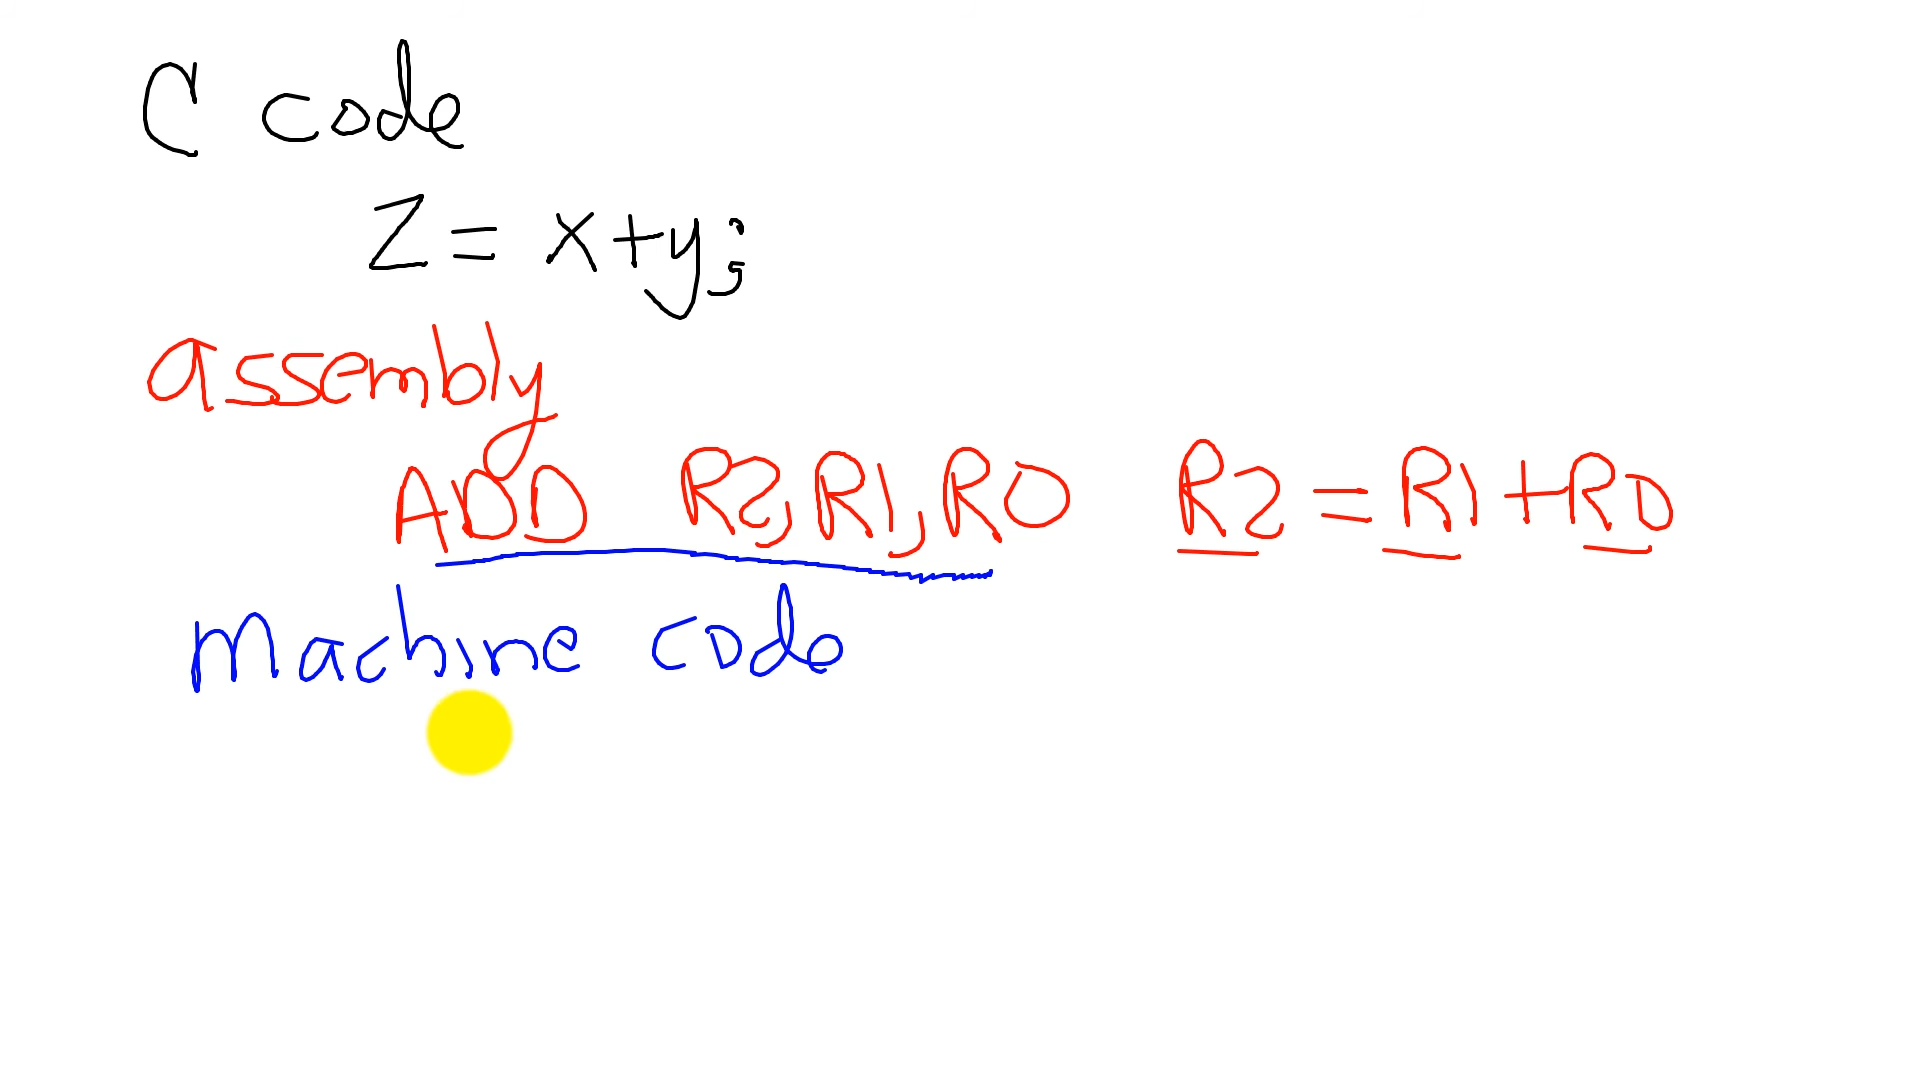 C code
Z = x+y;
assembly
ADD R2, R1, R0 R2 = R1 + R0
Machine code